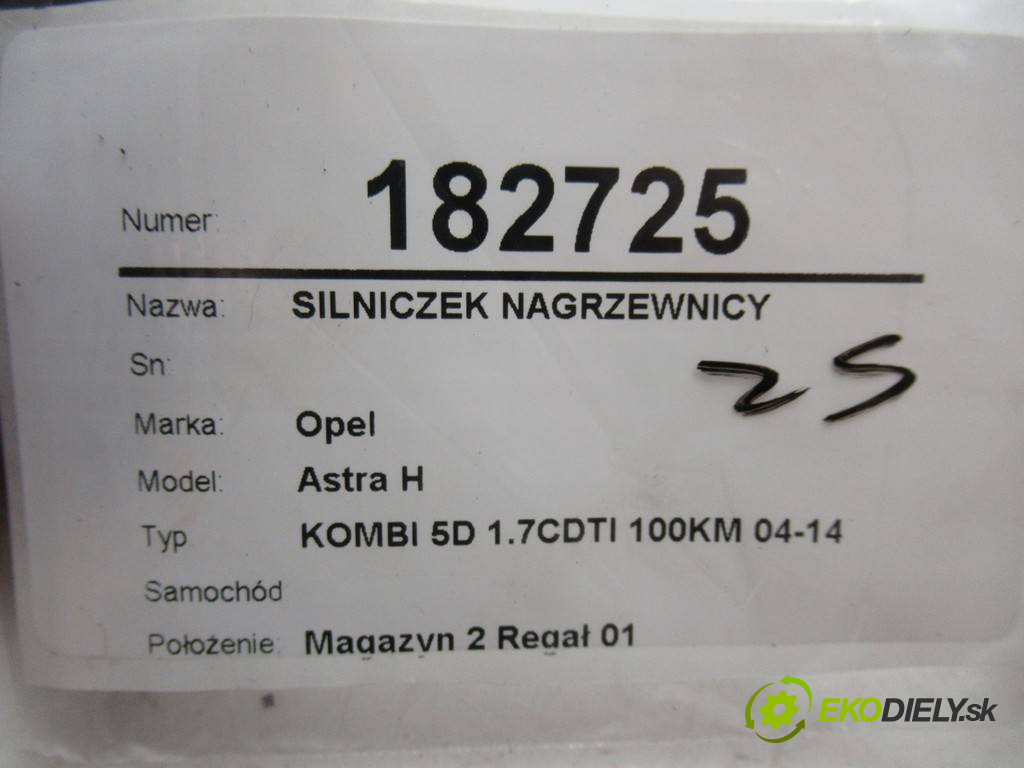 Numer: 182725
Nazwa: SILNICZEK NAGRZEWNICY
Sn:
25
Marka: Opel
Model: Astra H
Typ KOMBI 5D 1.7CDTI 100KM 04-14
Samochód
Położenie: Magazyn 2 Regał 01
EKODIELY.sk